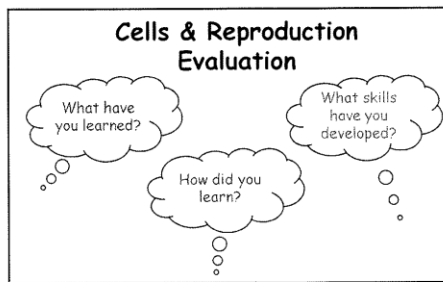 Cells & Reproduction
Evaluation
What have
you learned?
What skills
have you
developed?
How did you
learn?